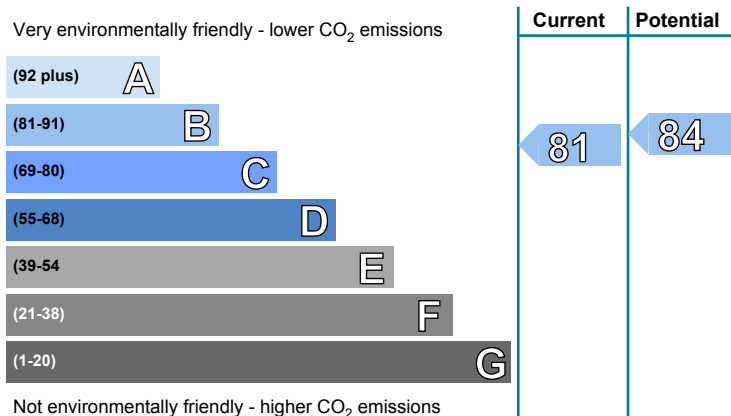 Very environmentally friendly - lower CO₂ emissions
Current
Potential
(92 plus) A
(81-91) B
(69-80) C
(55-68) D
(39-54 E
(21-38) F
(1-20) G
81
84
Not environmentally friendly - higher CO₂ emissions